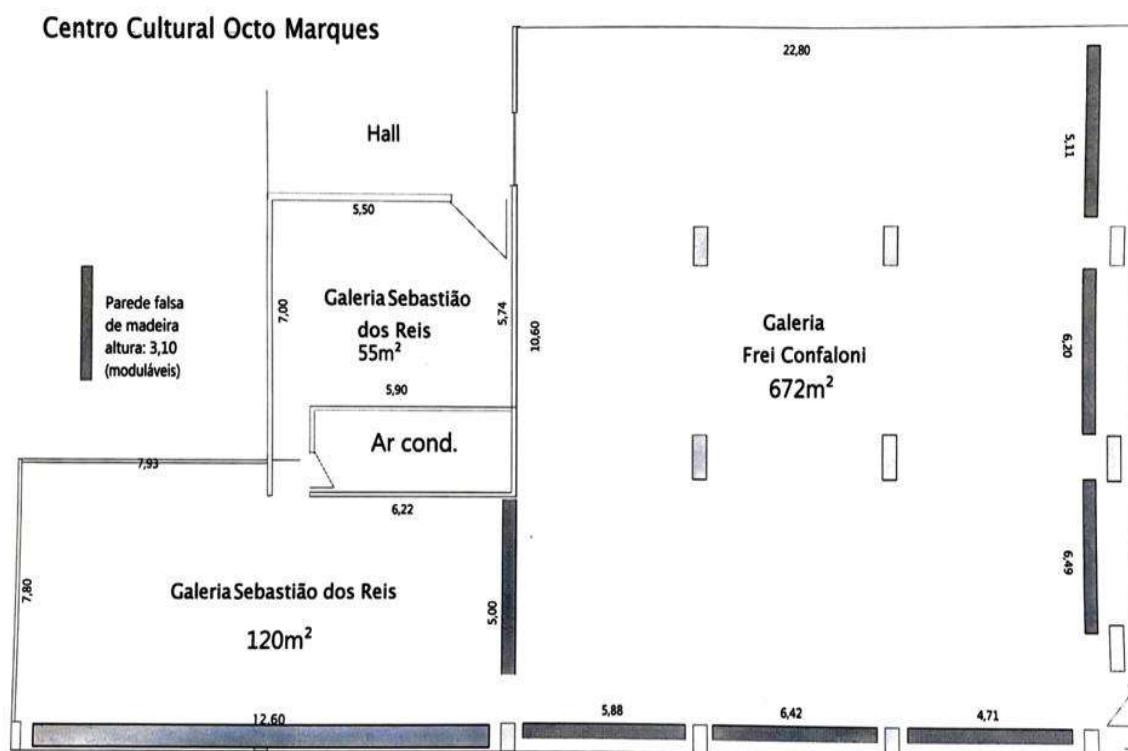 Centro Cultural Octo Marques
22,80
Hall
5,11
5,50
Parede falsa
de madeira
altura: 3,10
(moduláveis)
7,00
Galeria Sebastião
dos Reis
55m²
5,74
10,60
Galeria
Frei Confaloni
672m²
6,20
5,90
Ar cond.
7,93
6,22
6,49
7,80
Galeria Sebastião dos Reis
120m²
5,00
12,60
5,88
6,42
4,71